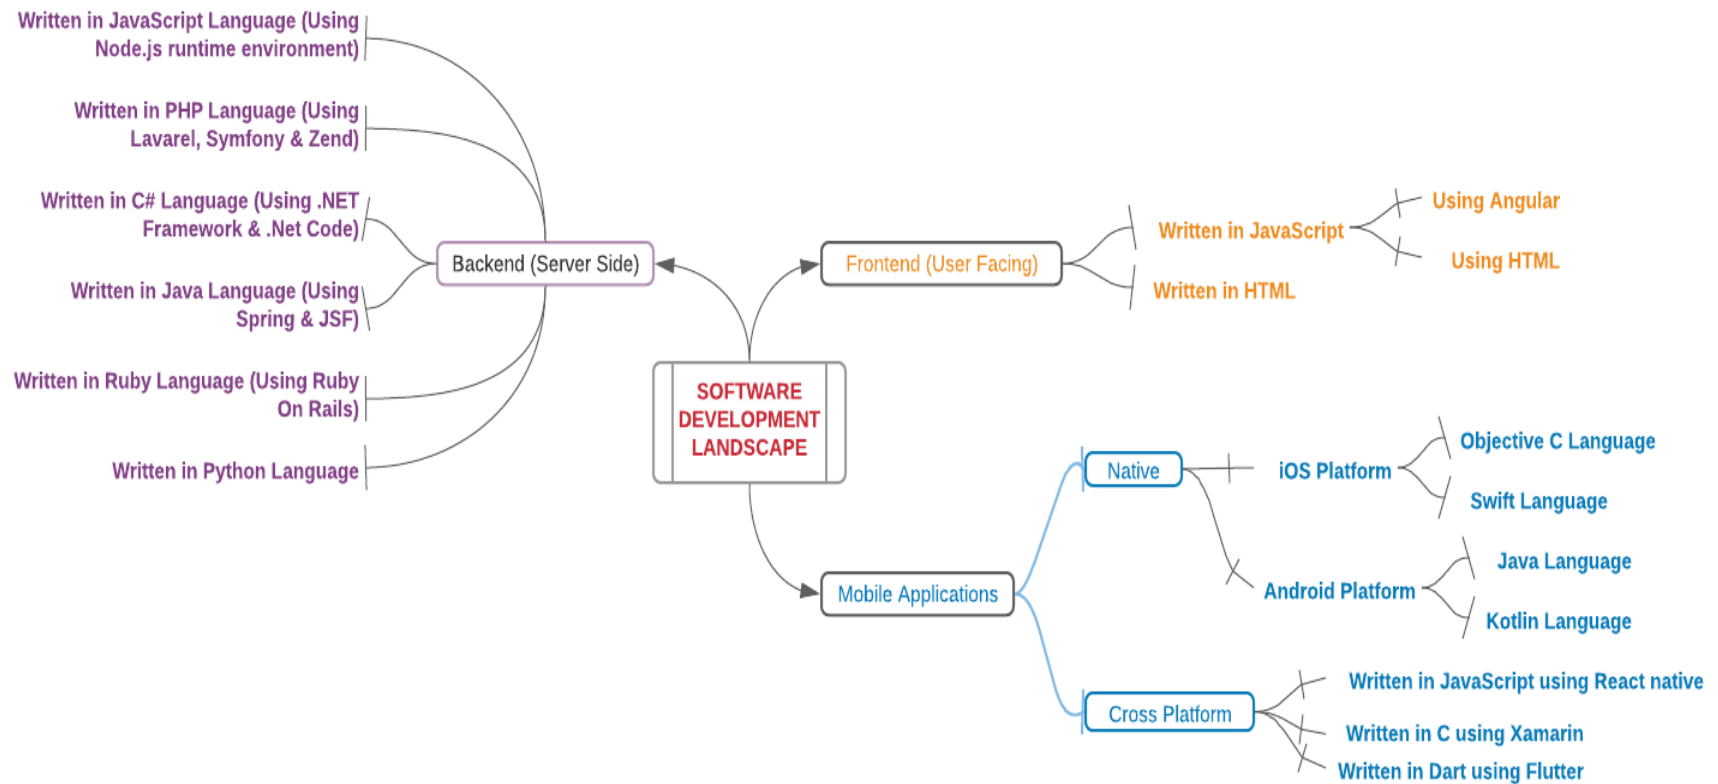 Written in JavaScript Language (Using
Node.js runtime environment)
Written in PHP Language (Using
Lavarel, Symfony & Zend)
Written in C# Language (Using .NET
Framework & .Net Code)
Written in Java Language (Using
Spring & JSF)
Written in Ruby Language (Using Ruby
On Rails)
Written in Python Language
Backend (Server Side)
SOFTWARE
DEVELOPMENT
LANDSCAPE
Frontend (User Facing)
Written in JavaScript
Using Angular
Using HTML
Written in HTML
Mobile Applications
Native
iOS Platform
Objective C Language
Swift Language
Android Platform
Java Language
Kotlin Language
Cross Platform
Written in JavaScript using React native
Written in C using Xamarin
Written in Dart using Flutter